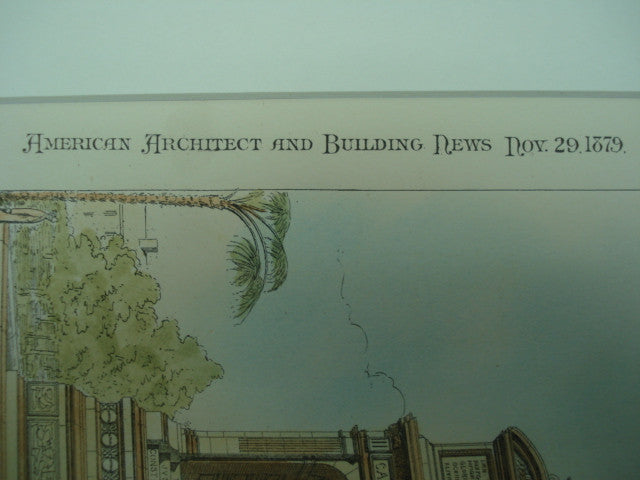 American Architect and Building News Nov. 29. 1879.